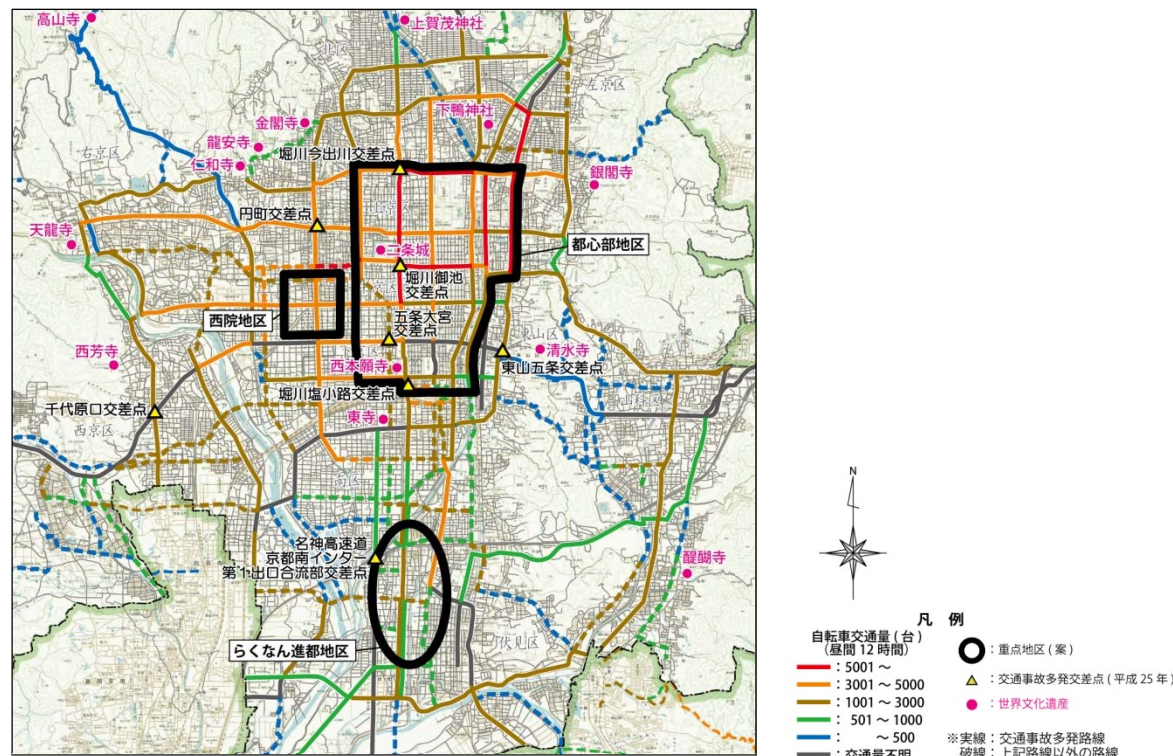 高山寺
上賀茂神社
北区
左京区
下鴨神社
金閣寺
龍安寺
右京区
仁和寺
堀川今出川交差点
銀閣寺
上京区
円町交差点
天龍寺
二条城
都心部地区
堀川御池
交差点
西院地区
五条大宮
交差点
東山区
西芳寺
清水寺
西本願寺
東山五条交差点
堀川塩小路交差点
山科区
千代原口交差点
東寺
西京区
南区
名神高速道
京都南インター
第1出口合流部交差点
醍醐寺
伏見区
らくなん進都地区
N
凡 例
自転車交通量(台)
(昼間12時間)
:5001~
:3001~5000
:1001~3000
:501~1000
:~500
:交通量不明
:重点地区(案)
:交通事故多発交差点(平成25年)
:世界文化遺産
※実線:交通事故多発路線
破線:上記路線以外の路線